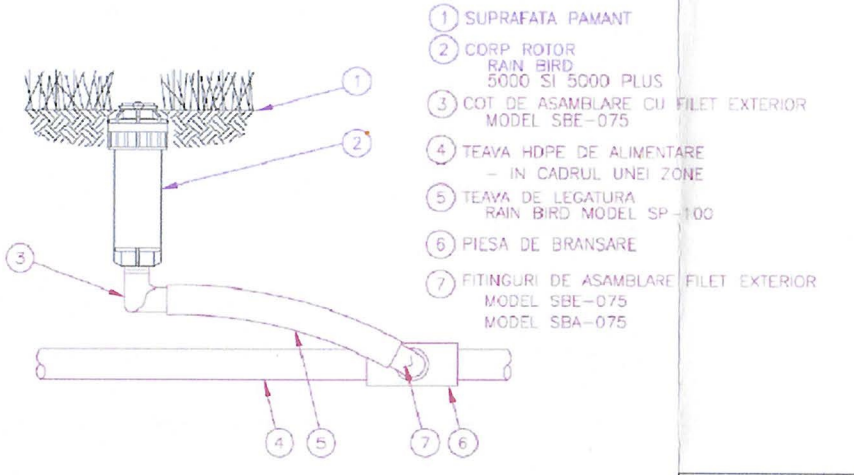 1 SUPRAFATA PAMANT
2 CORP ROTOR
RAIN BIRD
5000 SI 5000 PLUS
3 COT DE ASAMBLARE CU FILET EXTERIOR
MODEL SBE-075
4 TEAVA HDPE DE ALIMENTARE
- IN CADRUL UNEI ZONE
5 TEAVA DE LEGATURA
RAIN BIRD MODEL SP-100
6 PIESA DE BRANSARE
7 FITINGURI DE ASAMBLARE FILET EXTERIOR
MODEL SBE-075
MODEL SBA-075
1
2
3
4 5 7 6